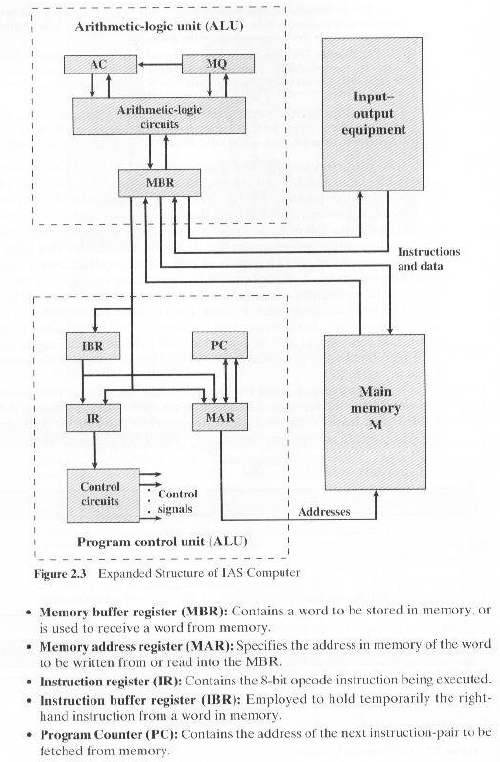 Arithmetic-logic unit (ALU)
AC
MQ
Arithmetic-logic
circuits
MBR
Input–
output
equipment
Instructions
and data
IBR
PC
IR
MAR
Main
memory
M
Control
circuits
Control
signals
Addresses
Program control unit (ALU)
Figure 2.3 Expanded Structure of IAS Computer
• Memory buffer register (MBR): Contains a word to be stored in memory, or
is used to receive a word from memory.
• Memory address register (MAR): Specifies the address in memory of the word
to be written from or read into the MBR.
• Instruction register (IR): Contains the 8-bit opcode instruction being executed.
• Instruction buffer register (IBR): Employed to hold temporarily the right-
hand instruction from a word in memory.
• Program Counter (PC): Contains the address of the next instruction-pair to be
fetched from memory.